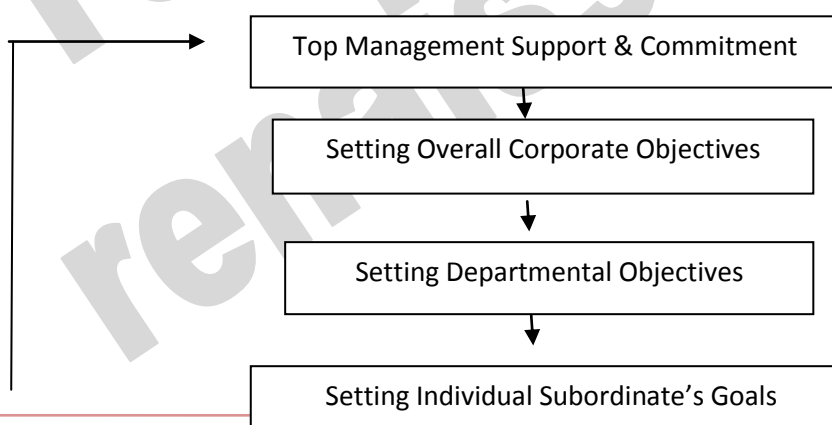 Top Management Support & Commitment
Setting Overall Corporate Objectives
Setting Departmental Objectives
Setting Individual Subordinate's Goals